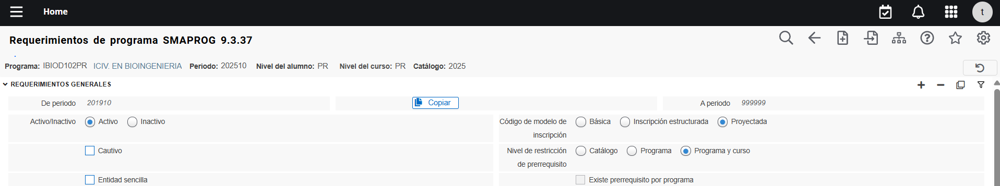 Home
t
Requerimientos de programa SMAPROG 9.3.37
Programa: IBIOD102PR ICIV. EN BIOINGENIERIA Periodo: 202510 Nivel del alumno: PR Nivel del curso: PR Catálogo: 2025
REQUERIMIENTOS GENERALES
De periodo 201910 Copiar A periodo 999999
Activo/Inactivo Activo Inactivo Código de modelo de inscripción Básica Inscripción estructurada Proyectada
Cautivo Nivel de restricción de prerrequisito Catálogo Programa Programa y curso
Entidad sencilla Existe prerrequisito por programa